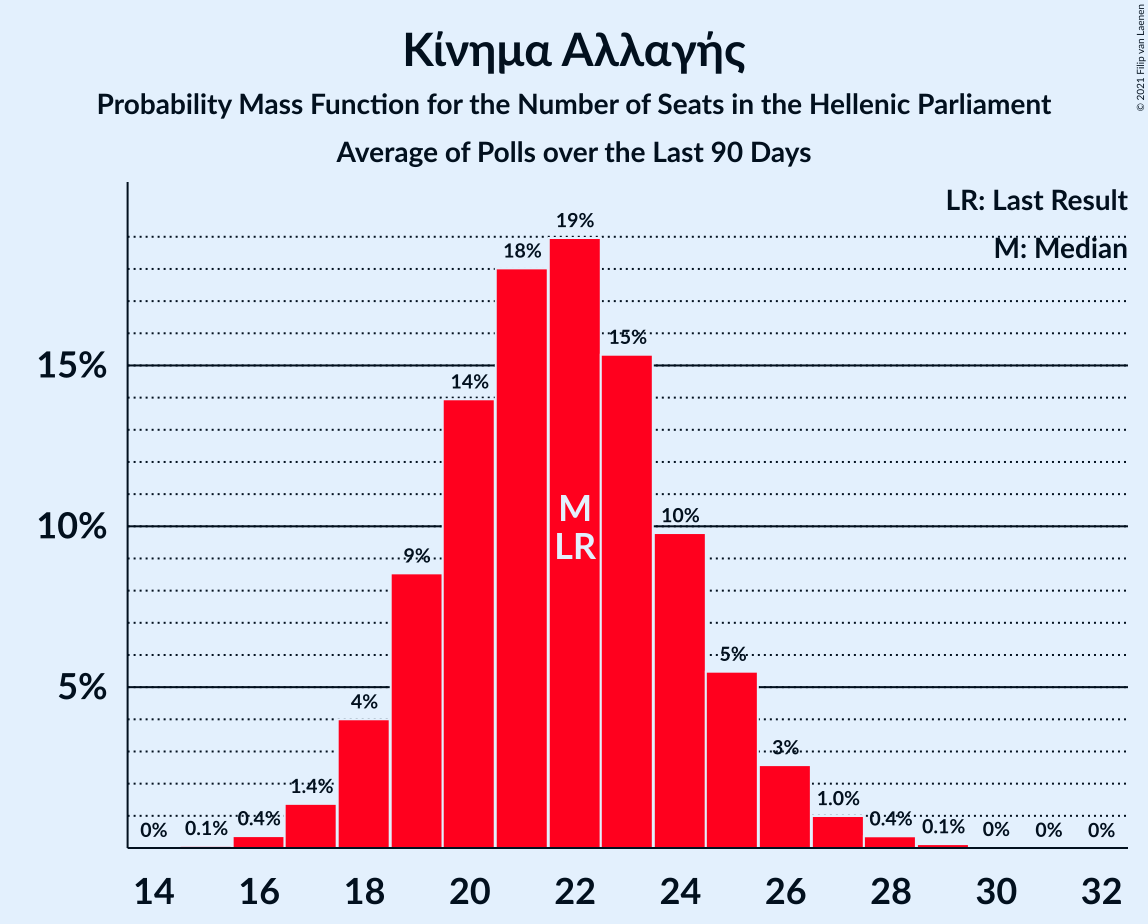 Κίνημα Αλλαγής
Probability Mass Function for the Number of Seats in the Hellenic Parliament
Average of Polls over the Last 90 Days
© 2021 Filip van Laenen
LR: Last Result
M: Median
19%
18%
15%
15%
14%
M
10%
10%
LR
9%
5%
5%
4%
3%
1.4%
1.0%
0% 0.1% 0.4% 0.4% 0.1% 0% 0% 0%
14 16 18 20 22 24 26 28 30 32